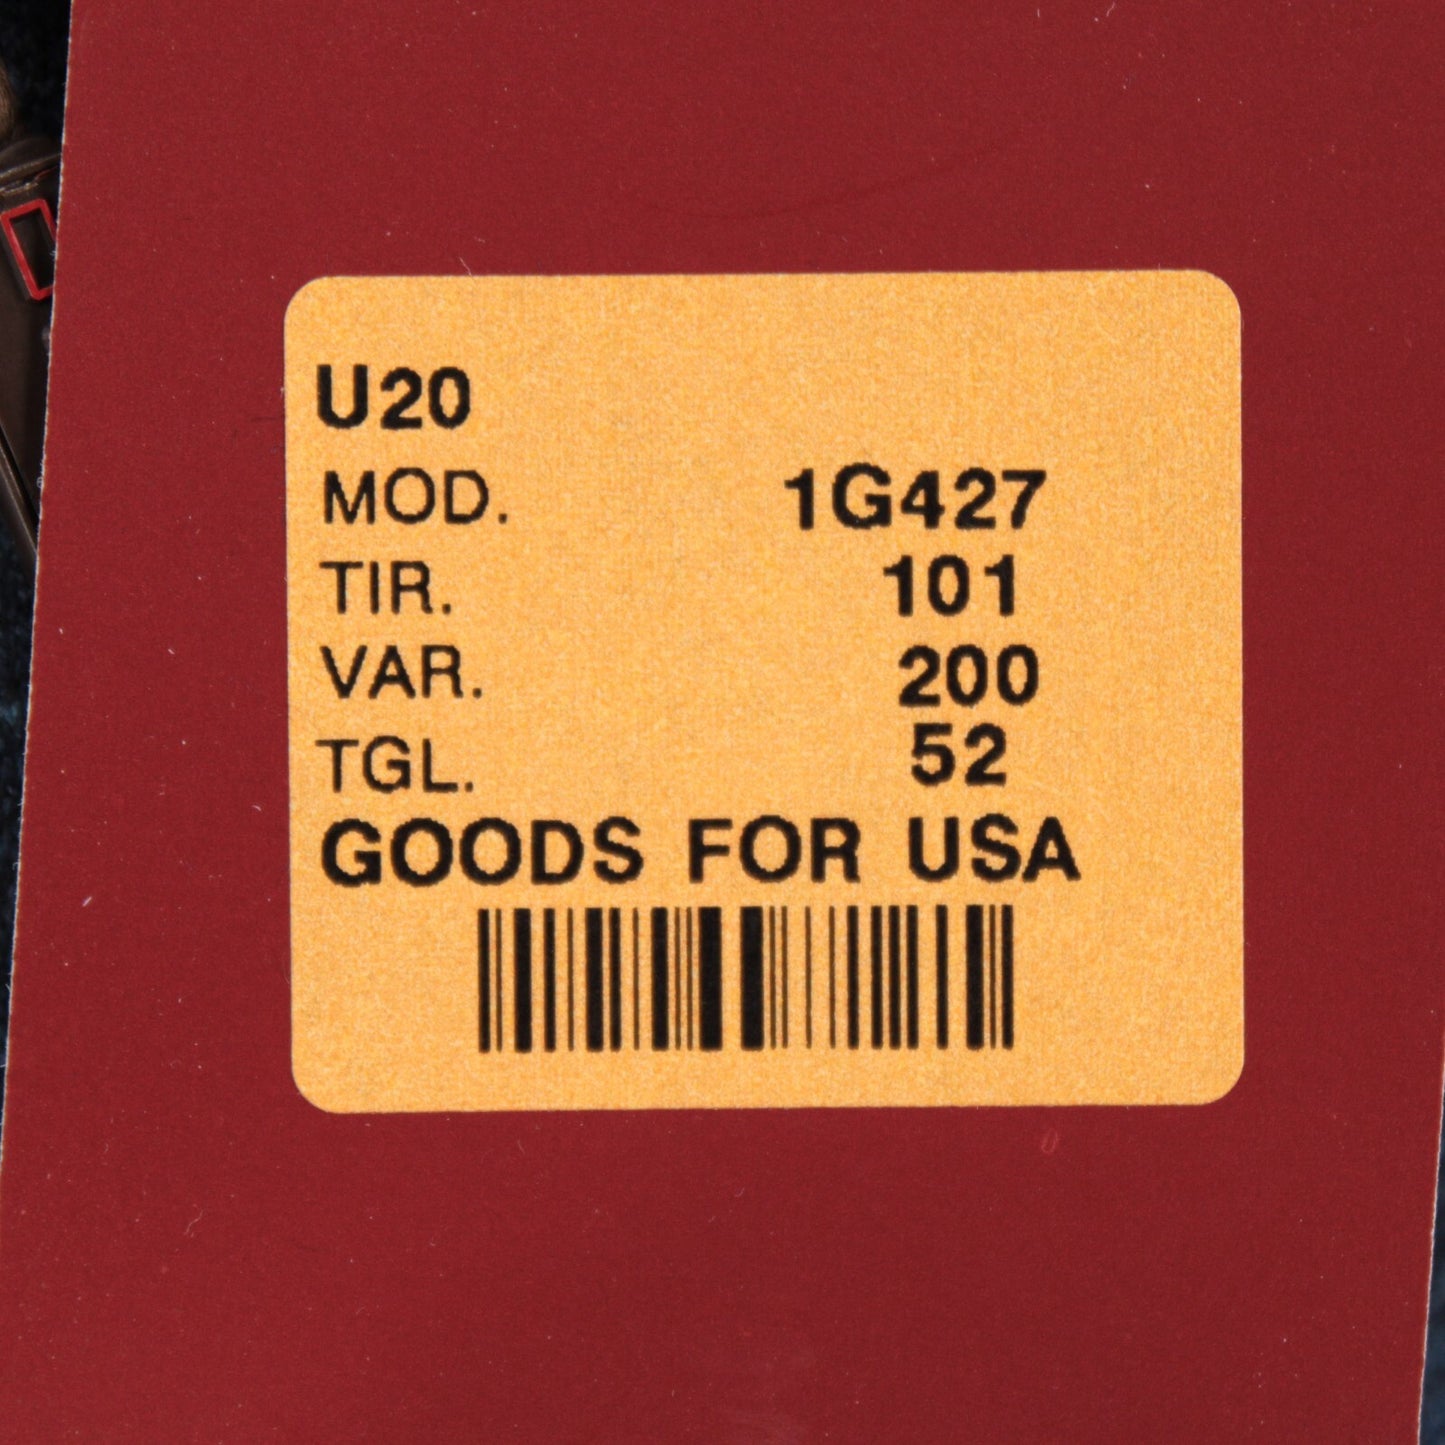 U20
MOD. 1G427
TIR. 101
VAR. 200
TGL. 52
GOODS FOR USA